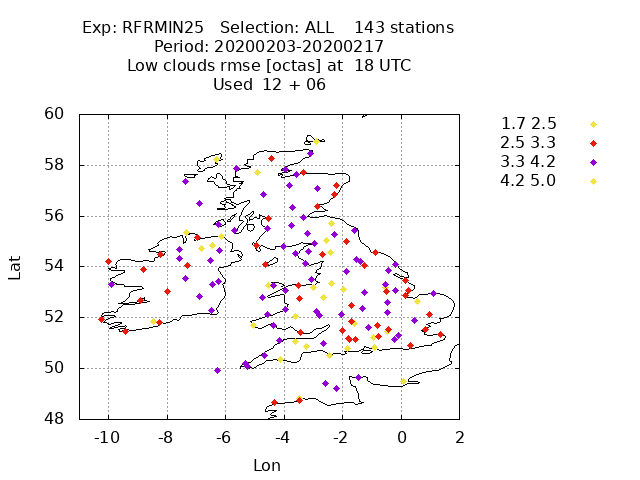 Exp: RFRMIN25   Selection: ALL    143 stations
Period: 20200203-20200217
Low clouds rmse [octas] at  18 UTC
Used  12 + 06
60
58
56
54
52
50
48
-10 -8 -6 -4 -2 0 2
Lat
Lon
1.7 2.5
2.5 3.3
3.3 4.2
4.2 5.0